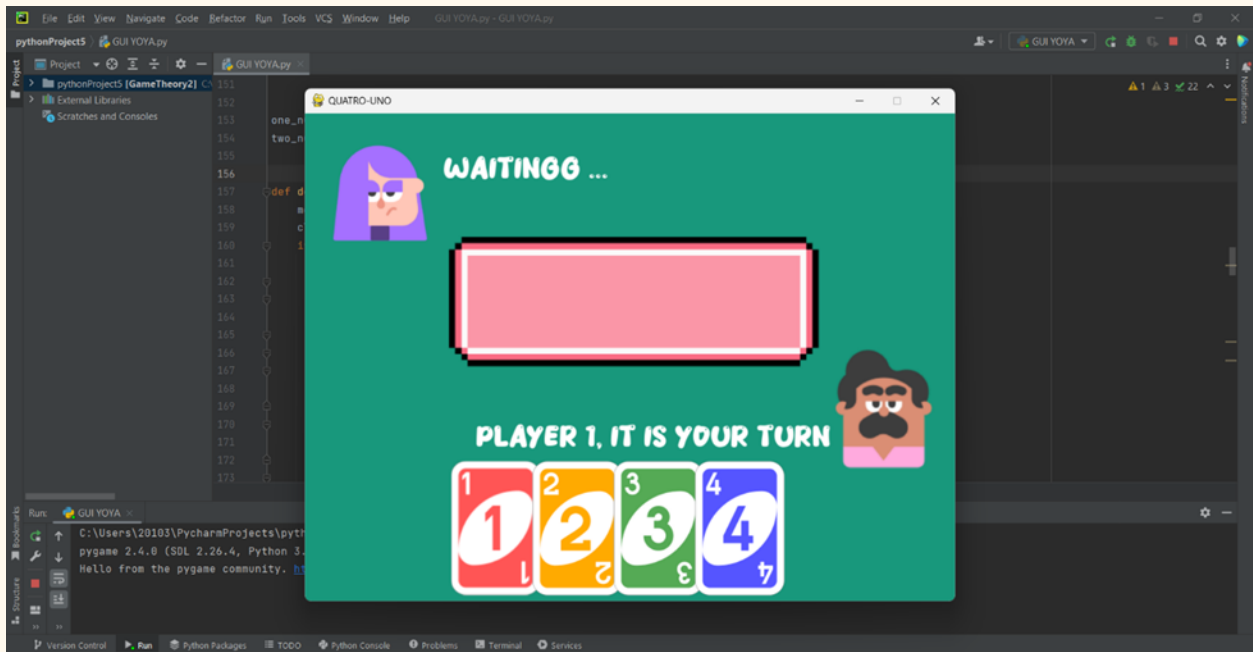 File Edit View Navigate Code Refactor Run Tools VCS Window Help GUI YOYA.py - GUI YOYA.py
pythonProject5 GUI YOYA.py GUI YOYA
Project GUI YOYA.py
Project
pythonProject5 [GameTheory2] 151
1 3 22
External Libraries 152
Scratches and Consoles 153 one_n
154 two_n
155
156
157 def d
158
159
160
161
162
163
164
165
166
167
168
169
170
171
172
173
Notifications
QUATRO-UNO
WAITINGG ...
PLAYER 1, IT IS YOUR TURN
1 2 3 4
1 2 3 4
1 2 3 4
Bookmarks
Structure
Run: GUI YOYA
C:\Users\20103\PycharmProjects\pyth
pygame 2.4.0 (SDL 2.26.4, Python 3.
Hello from the pygame community.
Version Control Run Python Packages TODO Python Console Problems Terminal Services